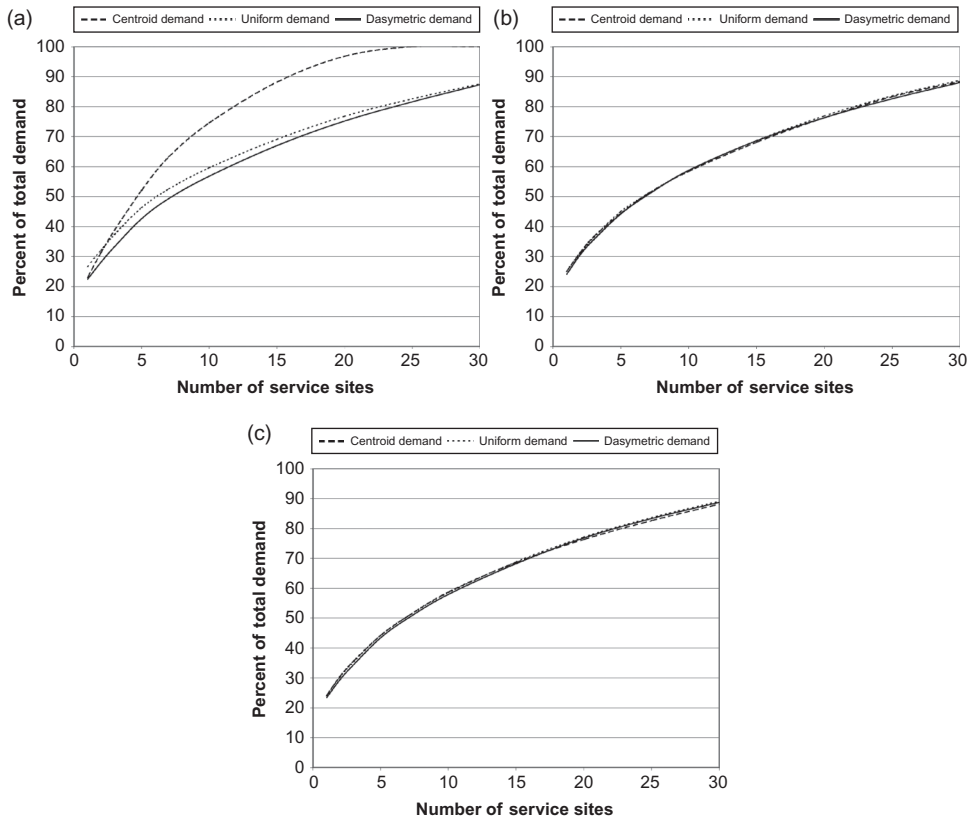 (a)
Centroid demand Uniform demand Dasymetric demand
100
90
80
70
60
50
40
30
20
10
0
0 5 10 15 20 25 30
Percent of total demand
Number of service sites
(b)
Centroid demand Uniform demand Dasymetric demand
100
90
80
70
60
50
40
30
20
10
0
0 5 10 15 20 25 30
Percent of total demand
Number of service sites
(c)
Centroid demand Uniform demand Dasymetric demand
100
90
80
70
60
50
40
30
20
10
0
0 5 10 15 20 25 30
Percent of total demand
Number of service sites